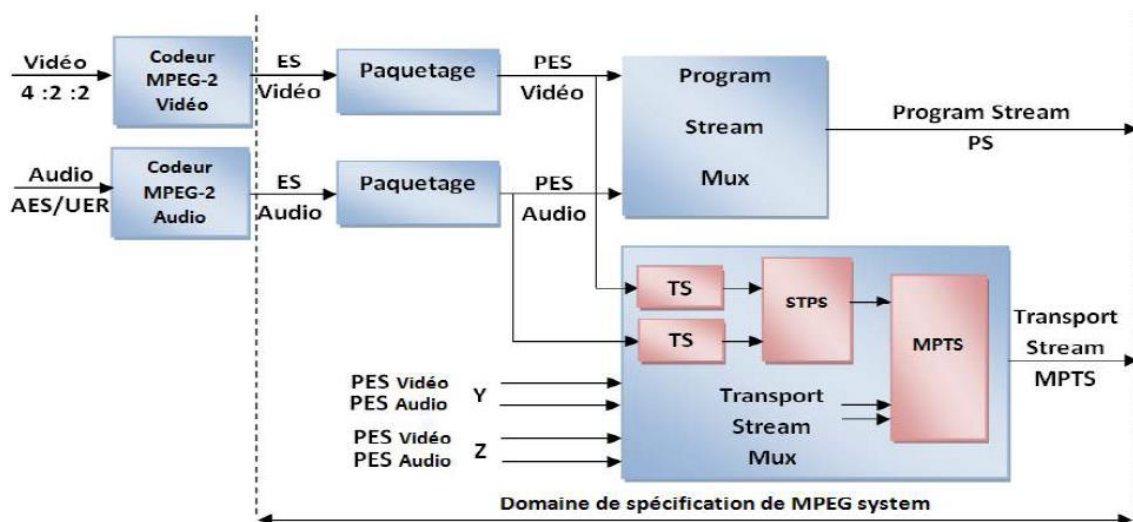 Vidéo
4 :2 :2
Codeur
MPEG-2
Vidéo
ES
Vidéo
Paquetage
PES
Vidéo
Program
Stream
Mux
Program Stream
PS
Audio
AES/UER
Codeur
MPEG-2
Audio
ES
Audio
Paquetage
PES
Audio
TS
TS
STPS
MPTS
Transport
Stream
MPTS
PES Vidéo
PES Audio
Y
PES Vidéo
PES Audio
Z
Transport
Stream
Mux
Domaine de spécification de MPEG system